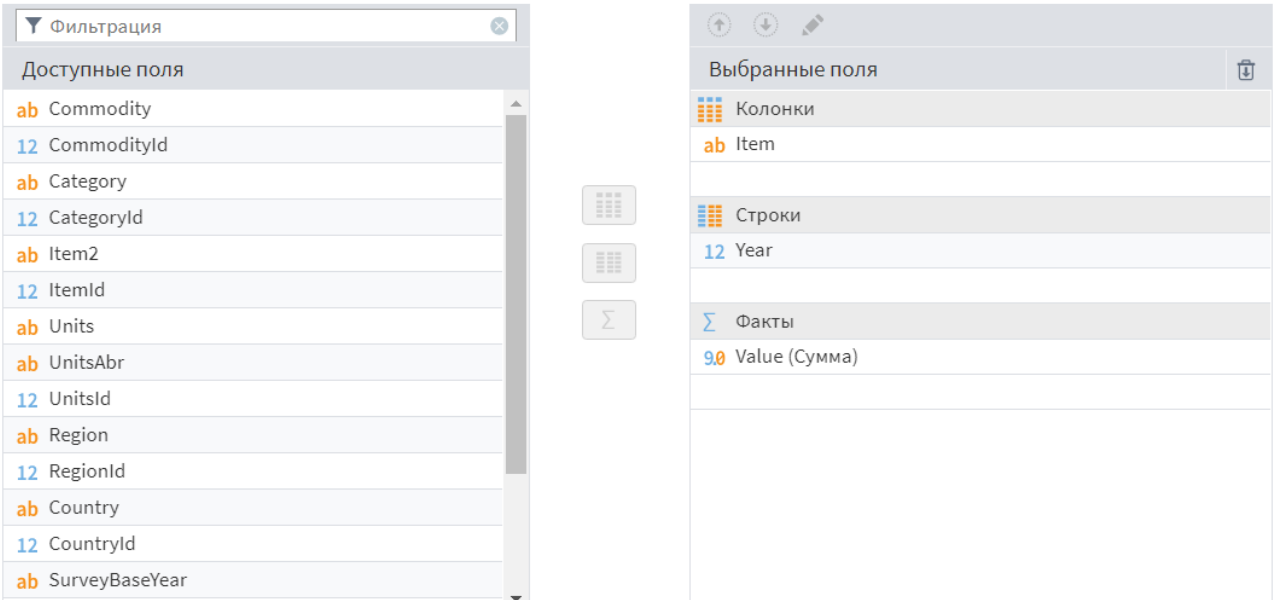 Фильтрация
Доступные поля
ab Commodity
12 CommodityId
ab Category
12 CategoryId
ab Item2
12 ItemId
ab Units
ab UnitsAbr
12 UnitsId
ab Region
12 RegionId
ab Country
12 CountryId
ab SurveyBaseYear
Σ
Выбранные поля
Колонки
ab Item
Строки
12 Year
Σ Факты
9.0 Value (Сумма)